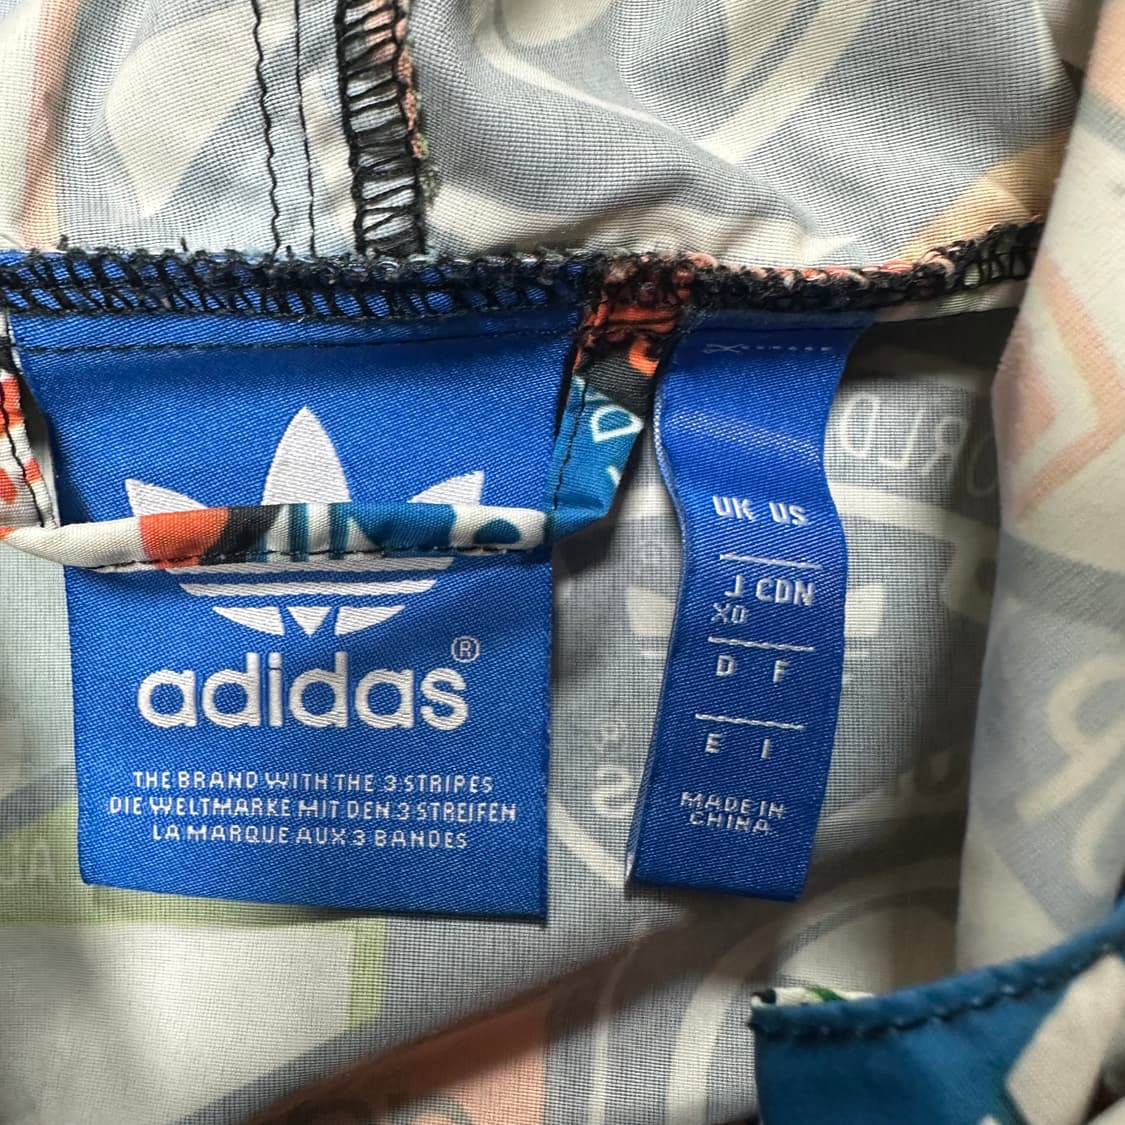 adidas®
THE BRAND WITH THE 3 STRIPES
DIE WELTMARKE MIT DEN 3 STREIFEN
LA MARQUE AUX 3 BANDES
UK US
J CDN
XO
D F
E I
MADE IN
CHINA